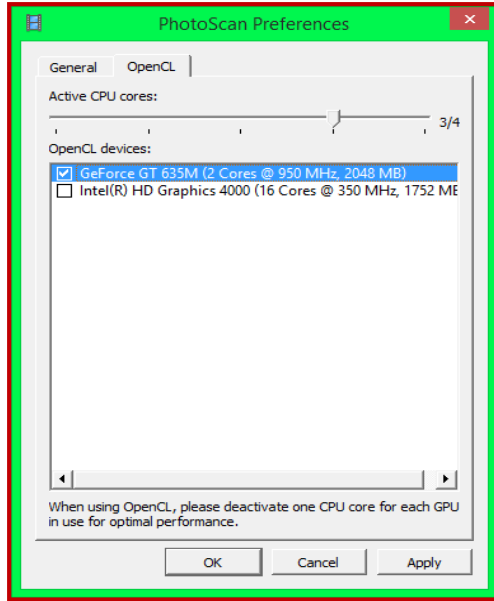 PhotoScan Preferences
General OpenCL
Active CPU cores:
3/4
OpenCL devices:
GeForce GT 635M (2 Cores @ 950 MHz, 2048 MB)
Intel(R) HD Graphics 4000 (16 Cores @ 350 MHz, 1752 ME
When using OpenCL, please deactivate one CPU core for each GPU
in use for optimal performance.
OK Cancel Apply